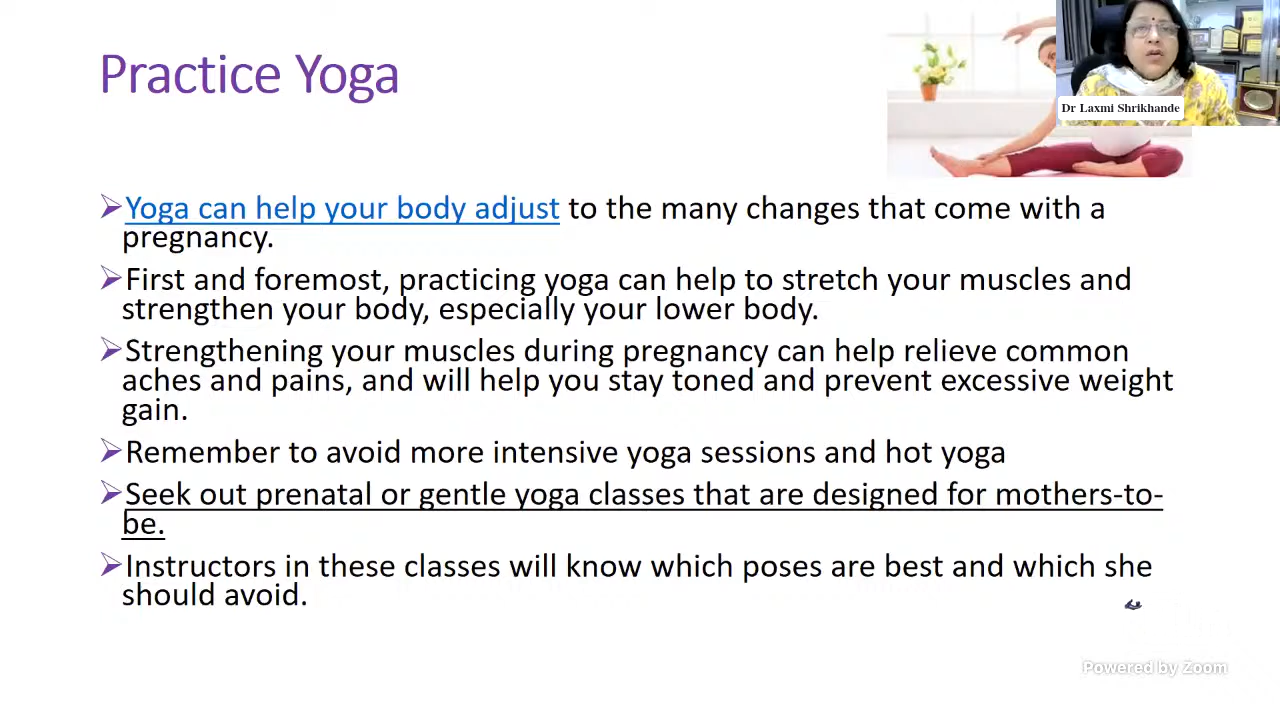 Practice Yoga
Dr Laxmi Shrikhande
Yoga can help your body adjust to the many changes that come with a
pregnancy.
First and foremost, practicing yoga can help to stretch your muscles and
strengthen your body, especially your lower body.
Strengthening your muscles during pregnancy can help relieve common
aches and pains, and will help you stay toned and prevent excessive weight
gain.
Remember to avoid more intensive yoga sessions and hot yoga
Seek out prenatal or gentle yoga classes that are designed for mothers-to-
be.
Instructors in these classes will know which poses are best and which she
should avoid.
Powered by Zoom